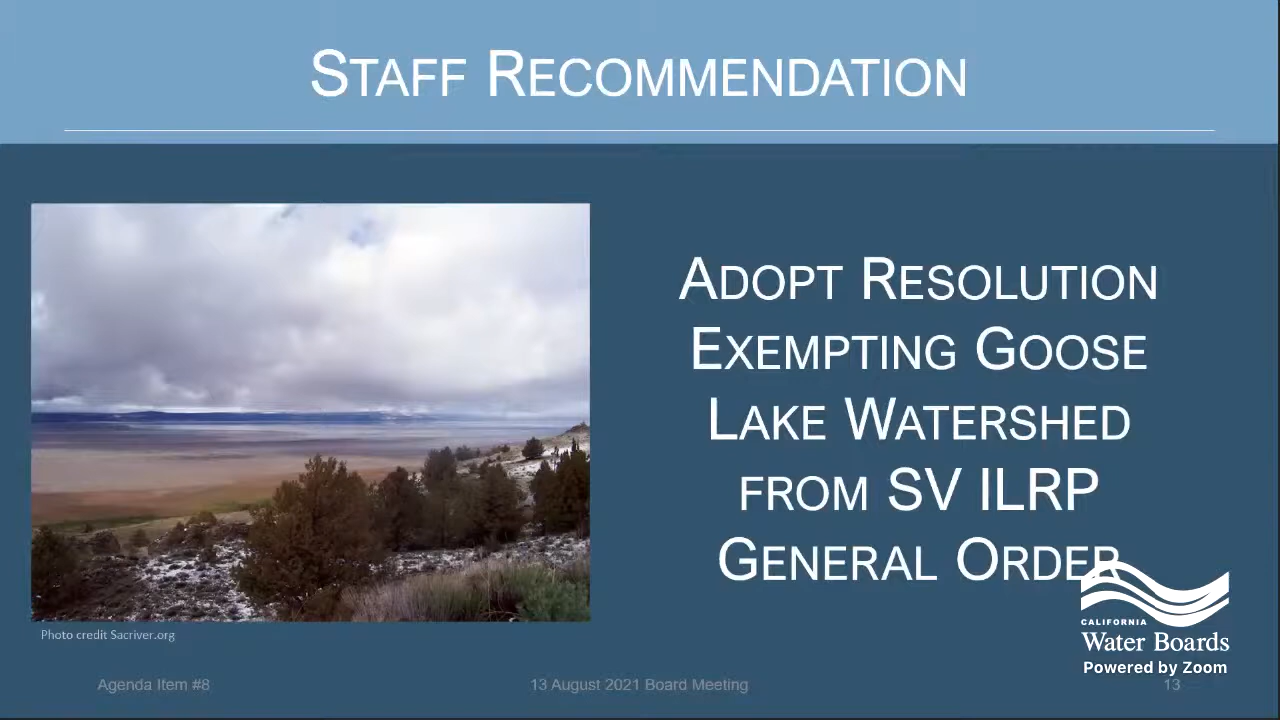 STAFF RECOMMENDATION
ADOPT RESOLUTION
EXEMPTING GOOSE
LAKE WATERSHED
FROM SV ILRP
GENERAL ORDER
Photo credit Sacriver.org
CALIFORNIA
Water Boards
Powered by Zoom
Agenda Item #8
13 August 2021 Board Meeting
13